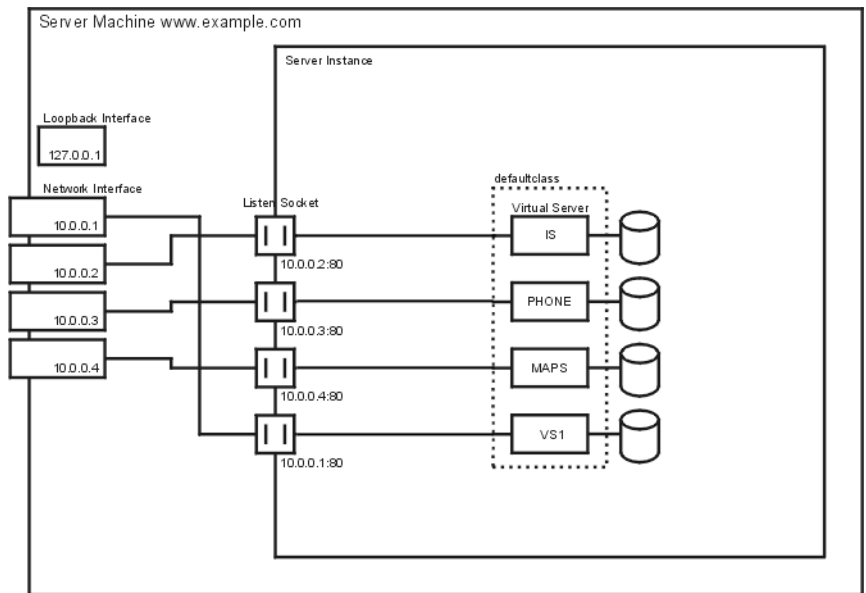 Server Machine www.example.com
Server Instance
Loopback Interface
127.0.0.1
defaultclass
Network Interface
Listen Socket
Virtual Server
10.0.0.1
IS
10.0.0.2
10.0.0.2:80
10.0.0.3
PHONE
10.0.0.3:80
10.0.0.4
MAPS
10.0.0.4:80
VS1
10.0.0.1:80